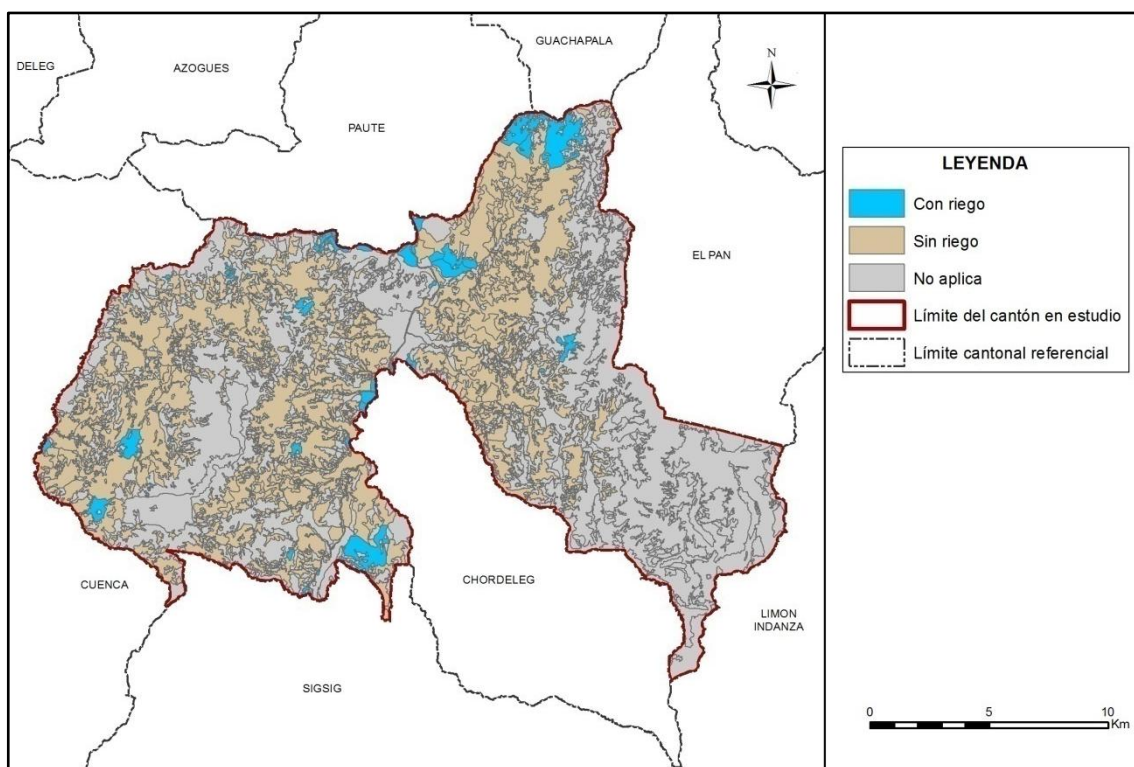 GUACHAPALA
DELEG
AZOGUES
N
PAUTE
EL PAN
CUENCA
CHORDELEG
LIMON
INDANZA
SIGSIG
LEYENDA
Con riego
Sin riego
No aplica
Límite del cantón en estudio
Límite cantonal referencial
0 5 10
Km